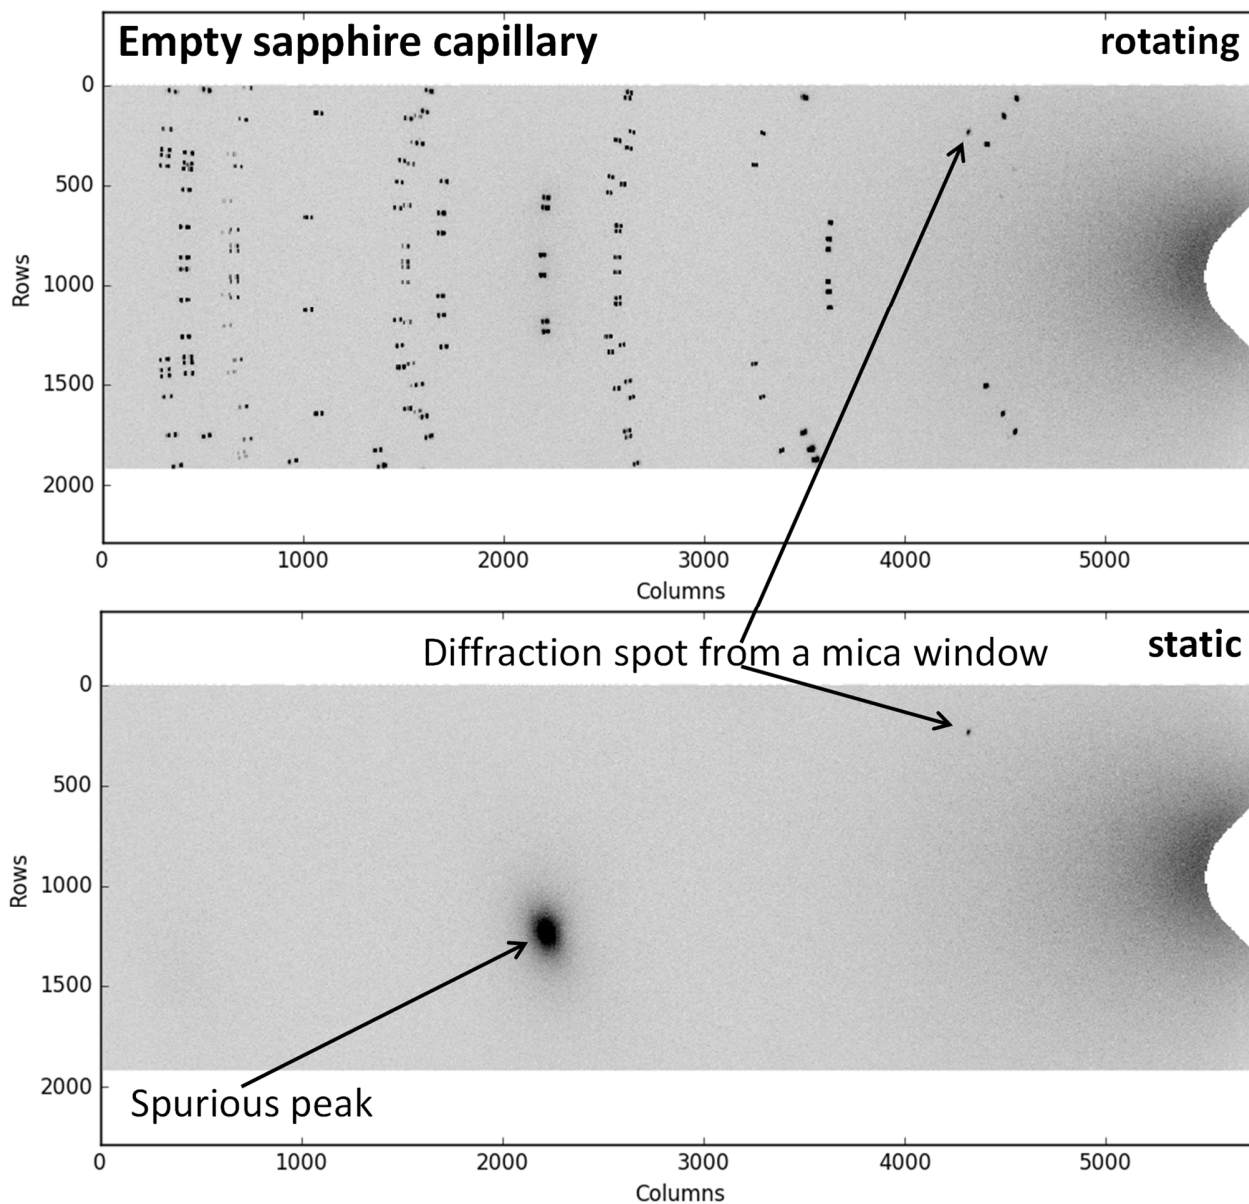 Empty sapphire capillary
rotating
0
500
1000
1500
2000
Rows
0
1000
2000
3000
4000
5000
Columns
Diffraction spot from a mica window
static
0
500
1000
1500
2000
Rows
Spurious peak
0
1000
2000
3000
4000
5000
Columns